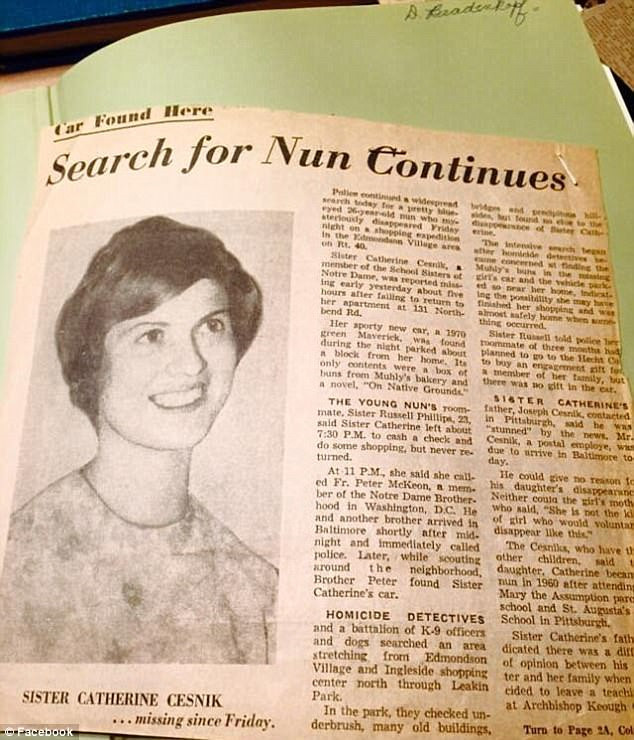 D.
Car Found Here
Search for Nun Continues
Police continued a widespread
search today for a pretty blue-
eyed 26-year-old nun who mys-
teriously disappeared Friday
night on a shopping expedition
in the Edmondson Village area
on Rt. 40.
Sister Catherine Cesnik, a
member of the School Sisters of
Notre Dame, was reported miss-
ing early yesterday about five
hours after failing to return to
her apartment at 131 North-
bend Rd.
Her sporty new car, a 1970
green Maverick, was found
during the night parked about
a block from her home. Its
only contents were a box of
buns from Muhly's bakery and
a novel, "On Native Grounds."
THE YOUNG NUN'S room-
mate, Sister Russell Phillips, 23,
said Sister Catherine left about
7:30 P.M. to cash a check and
do some shopping, but never re-
turned.
At 11 P.M., she said she call-
ed Fr. Peter McKeon, a mem-
ber of the Notre Dame Brother-
hood in Washington, D.C. He
and another brother arrived in
Baltimore shortly after mid-
night and immediately called
police. Later, while scouting
around the neighborhood,
Brother Peter found Sister
Catherine's car.
HOMICIDE DETECTIVES
and a battalion of K-9 officers
and dogs searched an area
stretching from Edmondson
Village and Ingleside shopping
center north through Leakin
Park.
In the park, they checked un-
derbrush, many old buildings,
bridges and precipitous hill-
sides, but found no clue to the
disappearance of Sister Cath-
erine.
The intensive search began
after homicide detectives be-
came concerned at finding the
Muhly's buns in the missing
girl's car and the vehicle park-
ed so near her home, indicat-
ing the possibility she may have
finished her shopping and was
almost safely home when some-
thing occurred.
Sister Russell told police her
roommate of three months had
planned to go to the Hecht Co.
to buy an engagement gift for
a member of her family, but
there was no gift in the car.
SISTER CATHERINE'S
father, Joseph Cesnik, contacted
in Pittsburgh, said he was
"stunned" by the news. Mr.
Cesnik, a postal employe, was
due to arrive in Baltimore to-
day.
He could give no reason fo
his daughter's disappearanc
Neither could the girl's moth
who said, "She is not the ki
of girl who would voluntar
disappear like this."
The Cesniks, who have th
other children, said t
daughter, Catherine becam
nun in 1960 after attendin
Mary the Assumption paro
school and St. Augusta's
School in Pittsburgh.
Sister Catherine's fath
dicated there was a diff
of opinion between his
ter and her family when
cided to leave a teachi
at Archbishop Keough
Turn to Page 2A, Col
SISTER CATHERINE CESNIK
... missing since Friday.
© Facebook